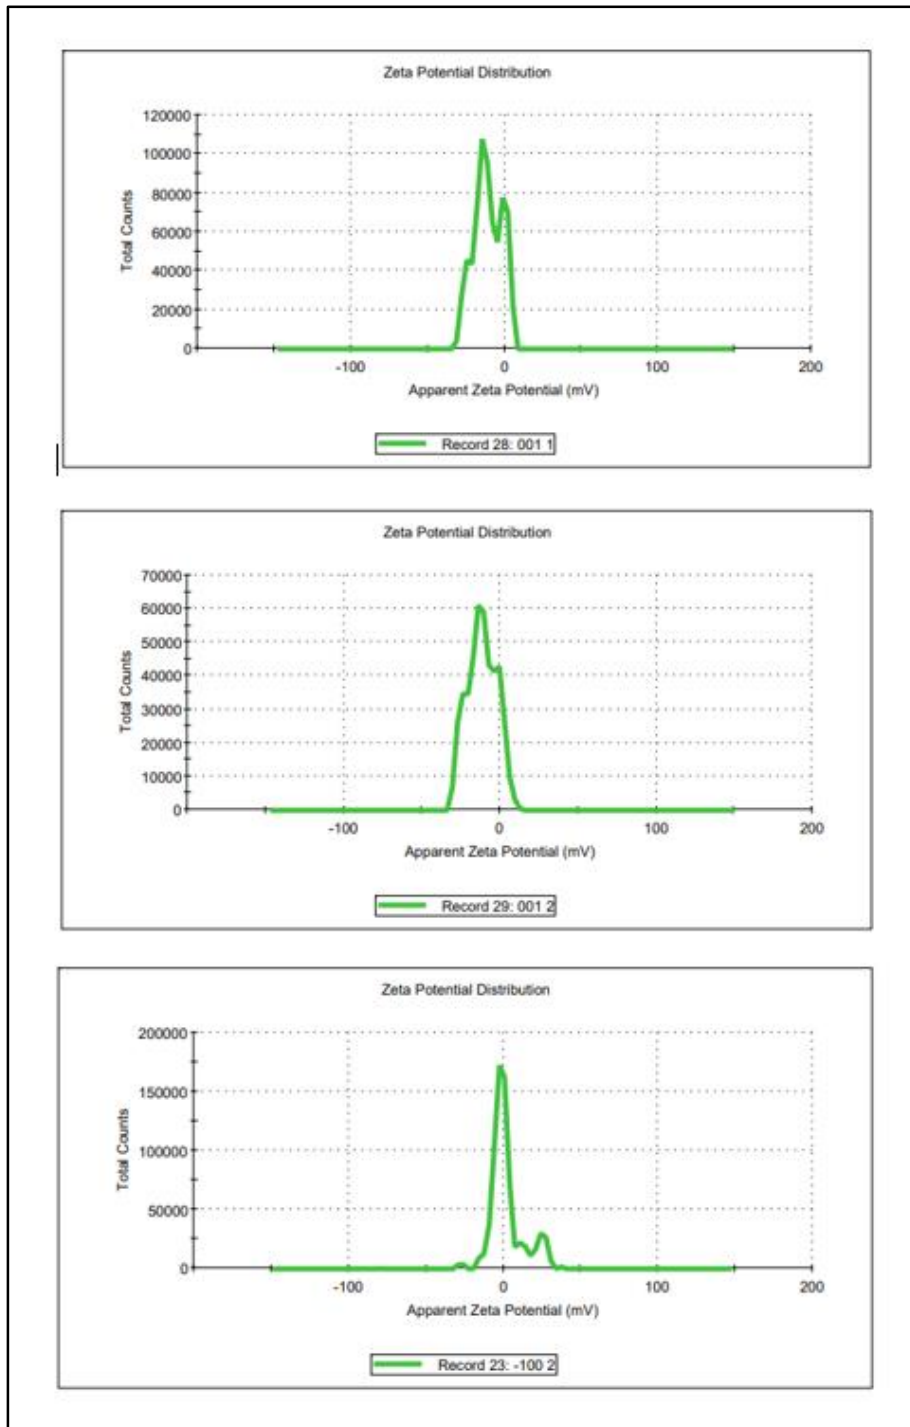 Zeta Potential Distribution
120000
100000
80000
60000
40000
20000
0
Total Counts
-100 0 100 200
Apparent Zeta Potential (mV)
Record 28: 001 1
Zeta Potential Distribution
70000
60000
50000
40000
30000
20000
10000
0
Total Counts
-100 0 100 200
Apparent Zeta Potential (mV)
Record 29: 001 2
Zeta Potential Distribution
200000
150000
100000
50000
0
Total Counts
-100 0 100 200
Apparent Zeta Potential (mV)
Record 23: -100 2